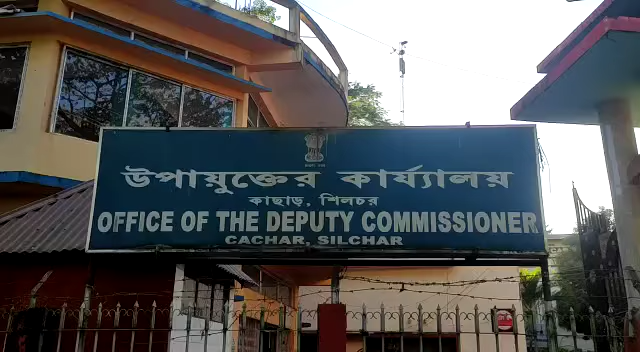 উপায়ুক্তের কার্য্যালয়
কাছাড়, শিলচর
OFFICE OF THE DEPUTY COMMISSIONER
CACHAR, SILCHAR